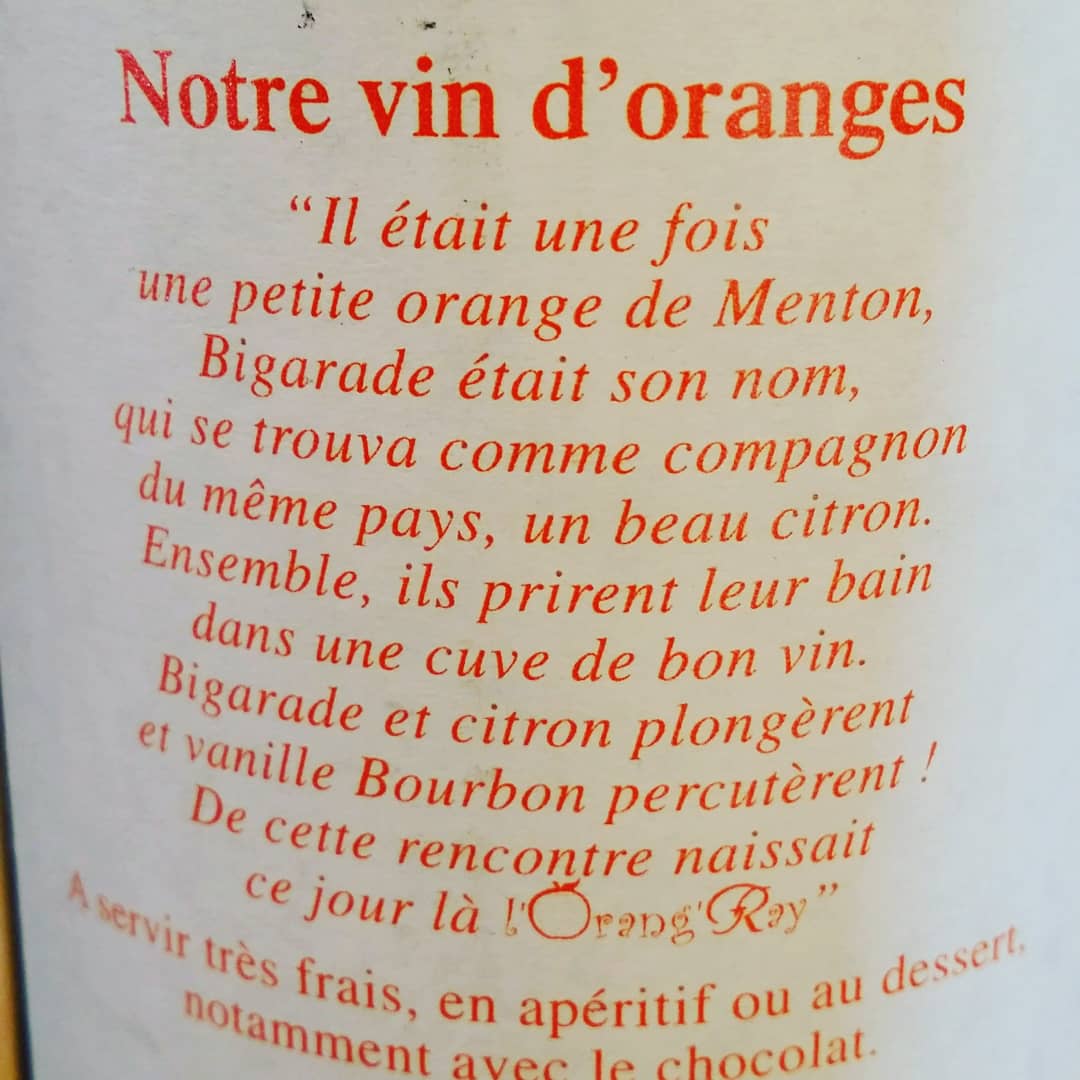 Notre vin d’oranges
“Il était une fois
une petite orange de Menton,
Bigarade était son nom,
qui se trouva comme compagnon
du même pays, un beau citron.
Ensemble, ils prirent leur bain
dans une cuve de bon vin.
Bigarade et citron plongèrent
et vanille Bourbon percutèrent !
De cette rencontre naissait
ce jour là l'Orang'Ray”
A servir très frais, en apéritif ou au dessert,
notamment avec le chocolat.